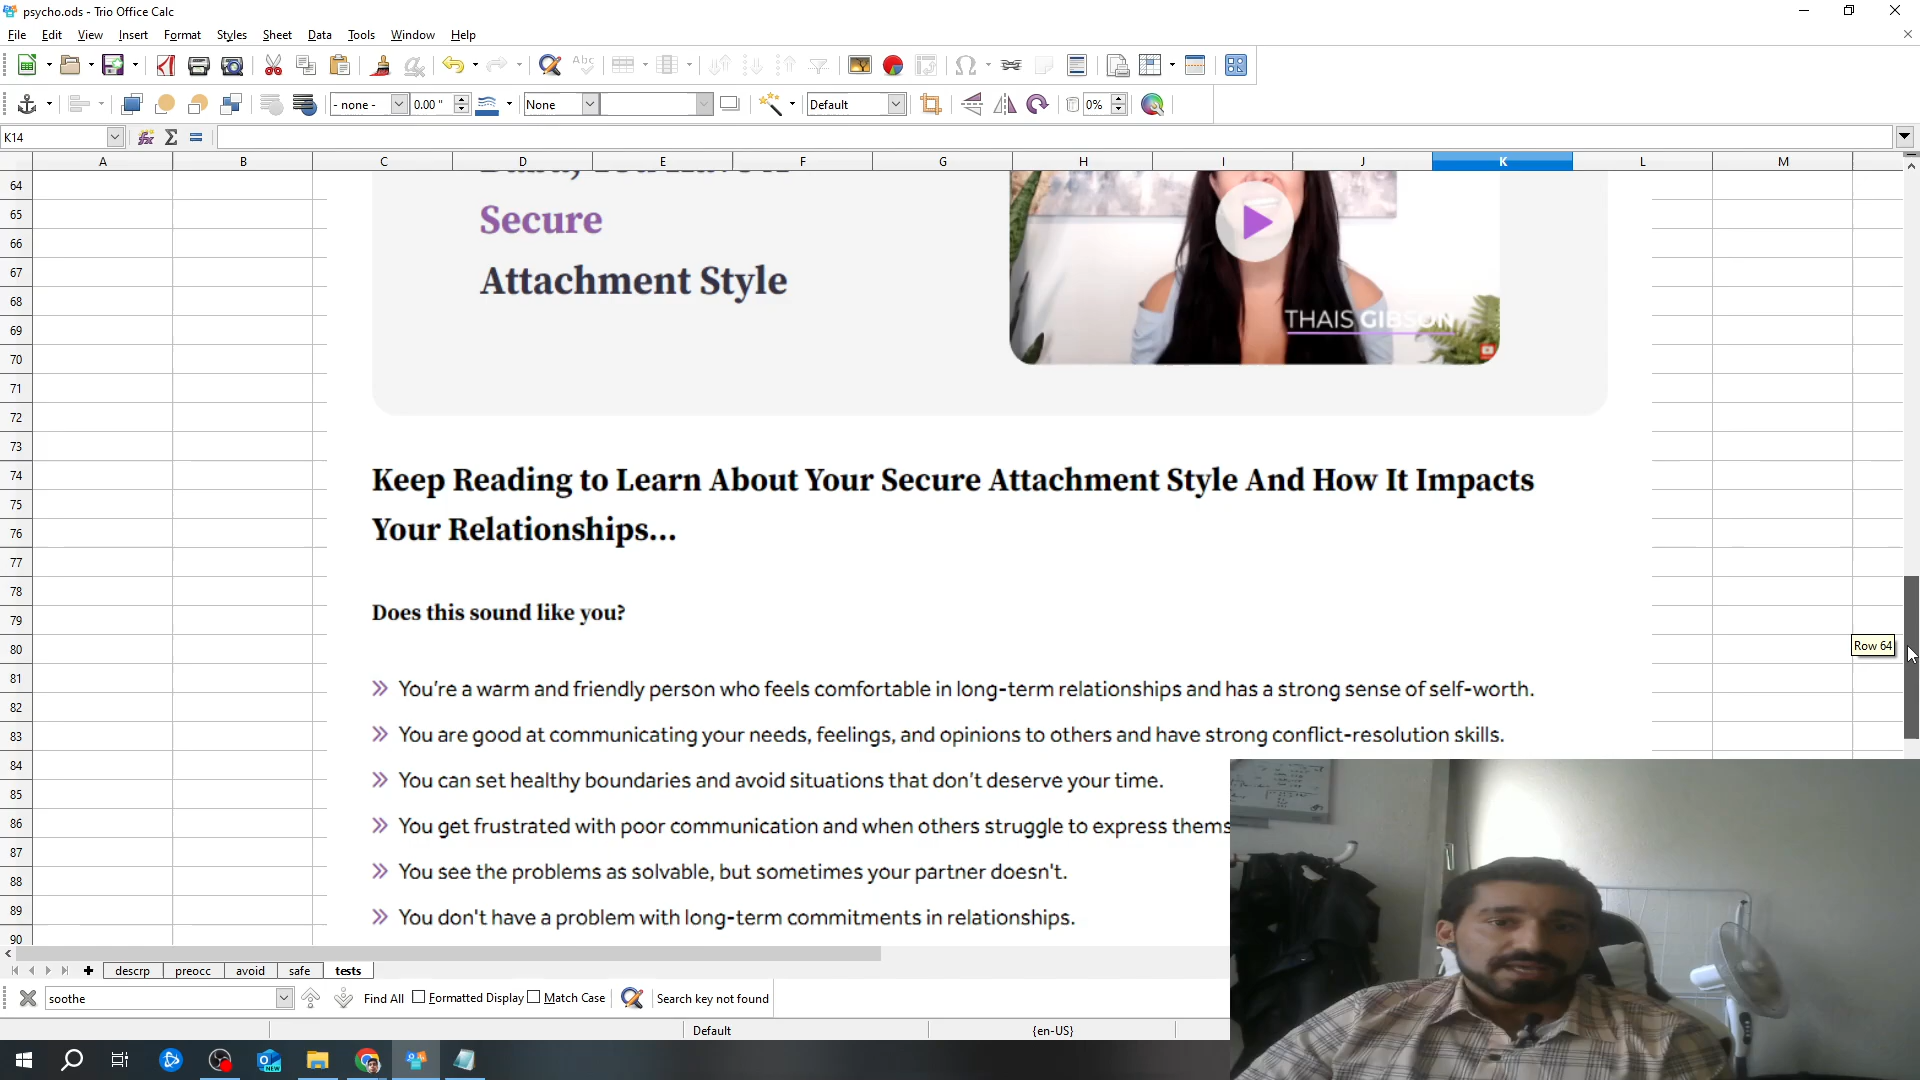 psycho.ods - Trio Office Calc
File Edit View Insert Format Styles Sheet Data Tools Window Help
- none - 0.00 " None Default 0%
K14
A B C D E F G H I J K L M
64
65
66
67
68
69
70
71
72
73
74
75
76
77
78
79
80
81
82
83
84
85
86
87
88
89
90
Secure
Attachment Style
THAIS GIBSON
Keep Reading to Learn About Your Secure Attachment Style And How It Impacts
Your Relationships...
Does this sound like you?
Row 64
» You're a warm and friendly person who feels comfortable in long-term relationships and has a strong sense of self-worth.
» You are good at communicating your needs, feelings, and opinions to others and have strong conflict-resolution skills.
» You can set healthy boundaries and avoid situations that don't deserve your time.
» You get frustrated with poor communication and when others struggle to express thems
» You see the problems as solvable, but sometimes your partner doesn't.
» You don't have a problem with long-term commitments in relationships.
descrp preocc avoid safe tests
soothe Find All Formatted Display Match Case Search key not found
Default {en-US}